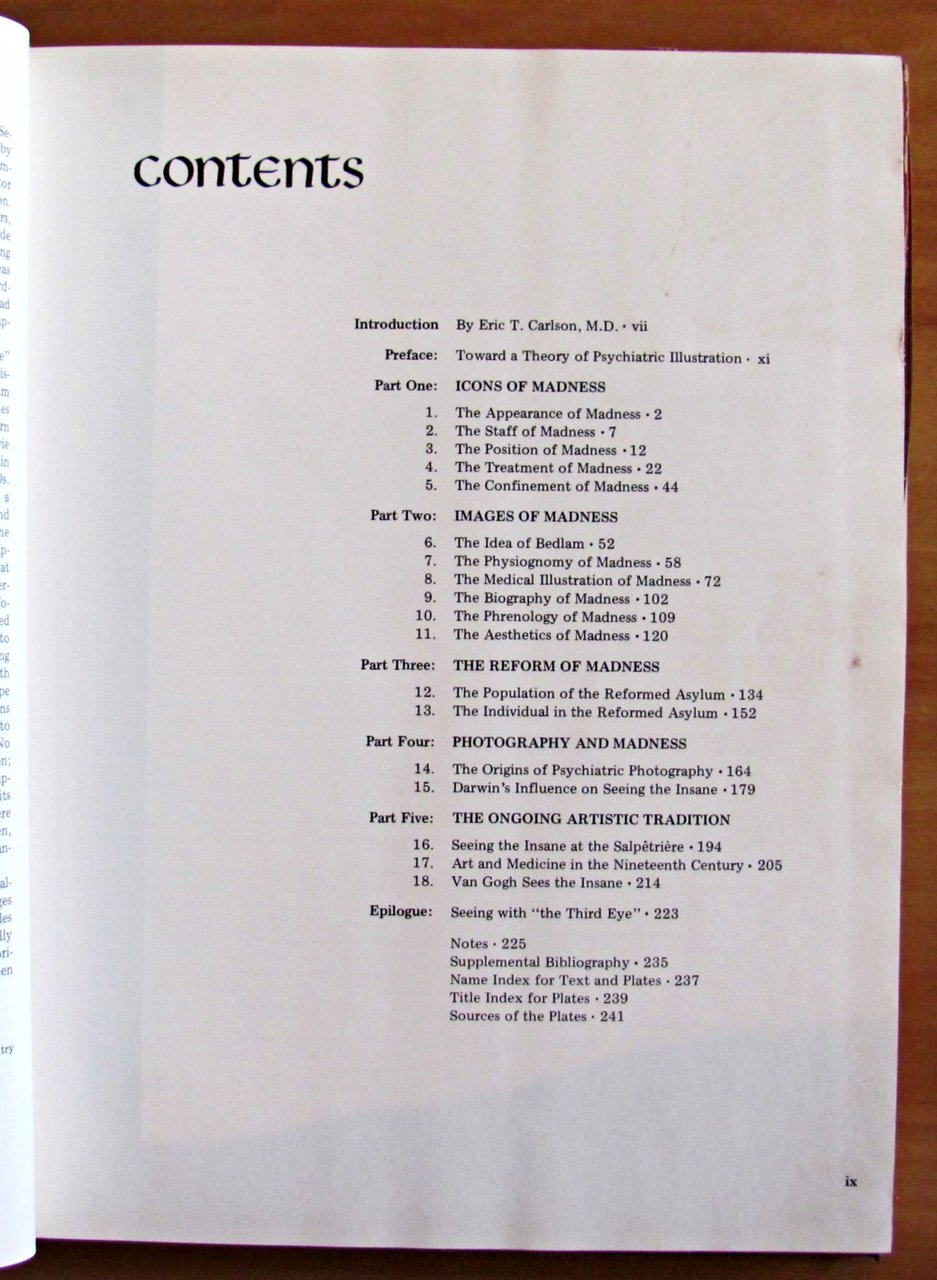 contents
Introduction By Eric T. Carlson, M.D. · vii
Preface: Toward a Theory of Psychiatric Illustration · xi
Part One: ICONS OF MADNESS
1. The Appearance of Madness · 2
2. The Staff of Madness · 7
3. The Position of Madness · 12
4. The Treatment of Madness · 22
5. The Confinement of Madness · 44
Part Two: IMAGES OF MADNESS
6. The Idea of Bedlam · 52
7. The Physiognomy of Madness · 58
8. The Medical Illustration of Madness · 72
9. The Biography of Madness · 102
10. The Phrenology of Madness · 109
11. The Aesthetics of Madness · 120
Part Three: THE REFORM OF MADNESS
12. The Population of the Reformed Asylum · 134
13. The Individual in the Reformed Asylum · 152
Part Four: PHOTOGRAPHY AND MADNESS
14. The Origins of Psychiatric Photography · 164
15. Darwin's Influence on Seeing the Insane · 179
Part Five: THE ONGOING ARTISTIC TRADITION
16. Seeing the Insane at the Salpêtrière · 194
17. Art and Medicine in the Nineteenth Century · 205
18. Van Gogh Sees the Insane · 214
Epilogue: Seeing with "the Third Eye" · 223
Notes · 225
Supplemental Bibliography · 235
Name Index for Text and Plates · 237
Title Index for Plates · 239
Sources of the Plates · 241
ix